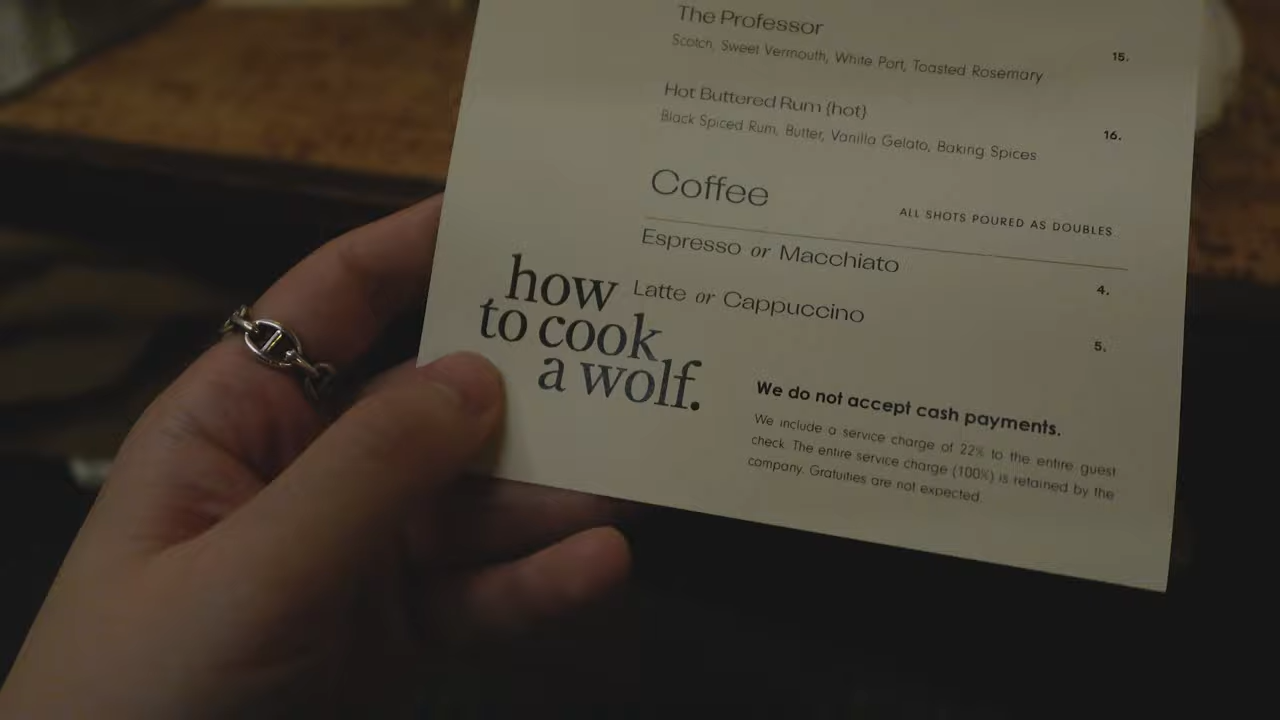 The Professor
Scotch, Sweet Vermouth, White Port, Toasted Rosemary
15.
Hot Buttered Rum {hot}
Black Spiced Rum, Butter, Vanilla Gelato, Baking Spices
16.
Coffee
ALL SHOTS POURED AS DOUBLES
Espresso or Macchiato
4.
Latte or Cappuccino
5.
how
to cook
a wolf.
We do not accept cash payments.
We include a service charge of 22% to the entire guest
check. The entire service charge (100%) is retained by the
company. Gratuities are not expected.